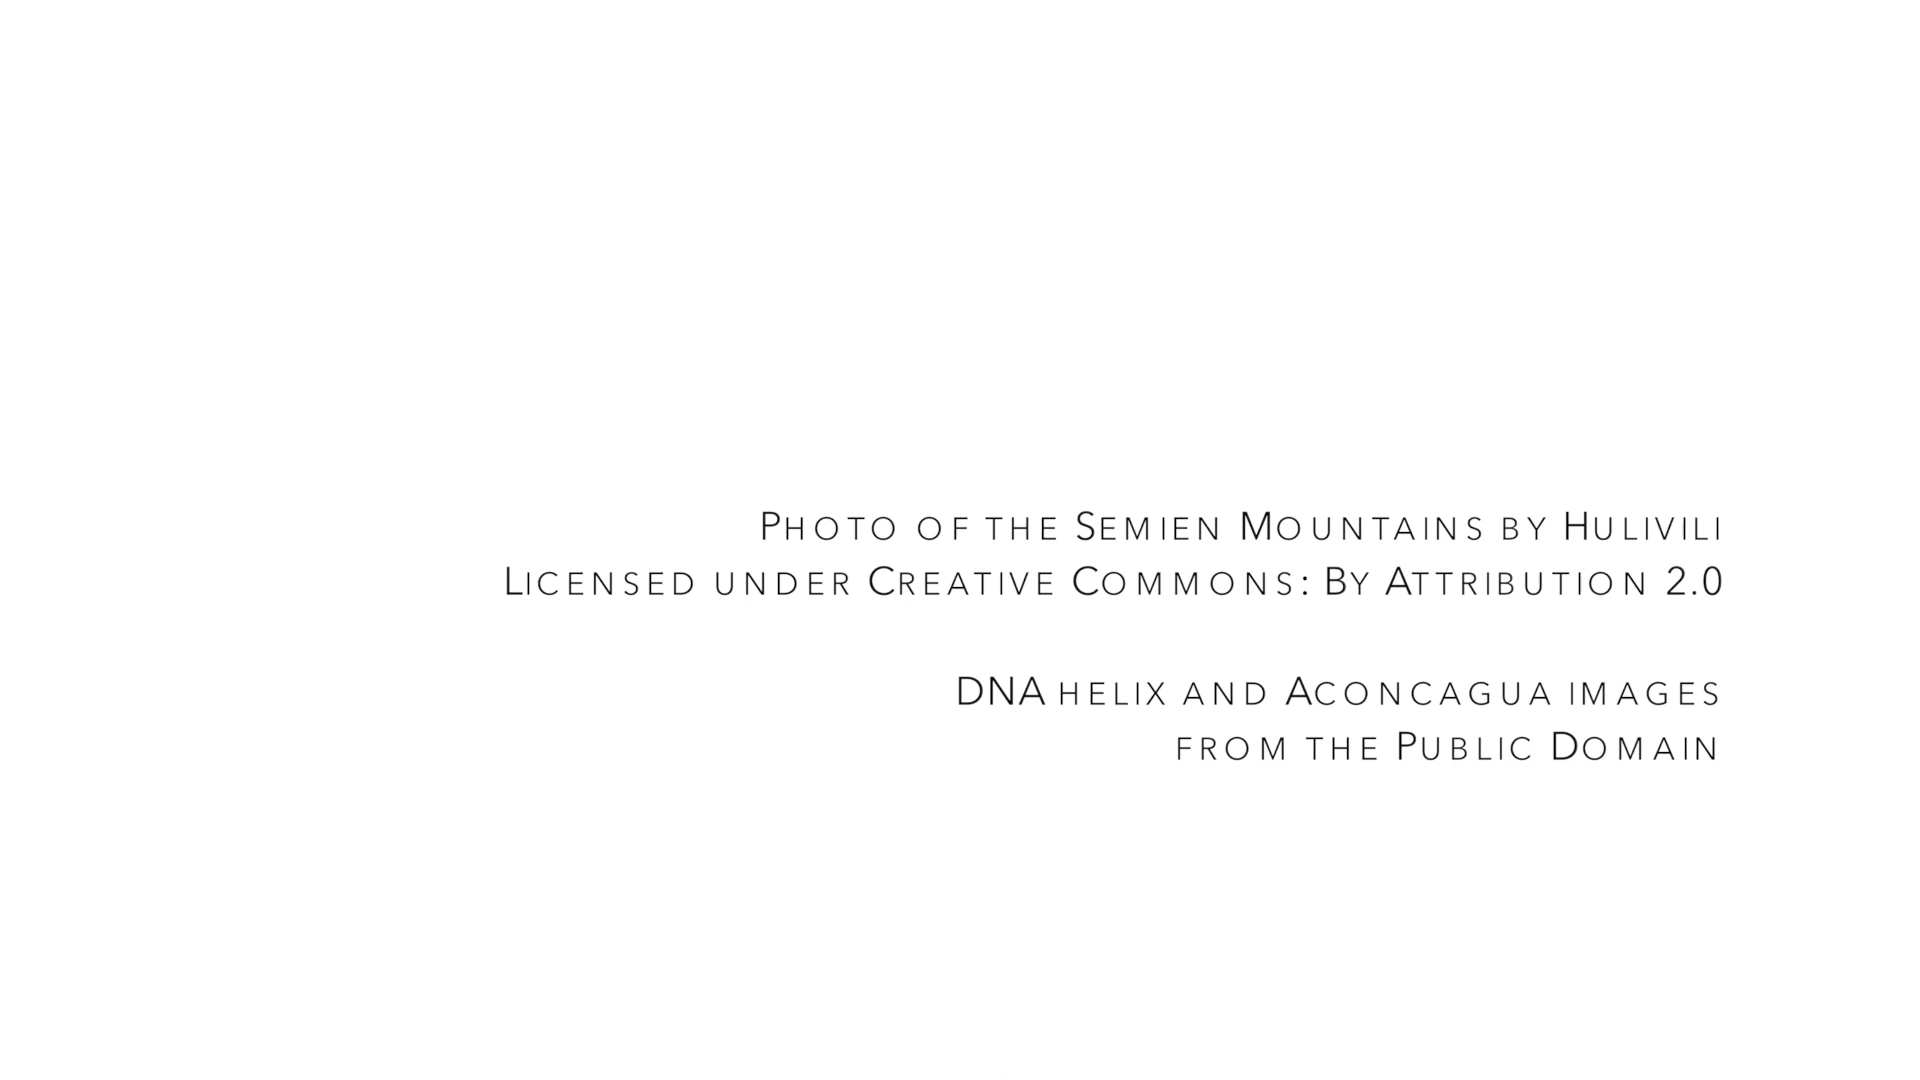 Photo of the Semien Mountains by Hulivili
Licensed under Creative Commons: By Attribution 2.0
DNA helix and Aconcagua images
from the Public Domain